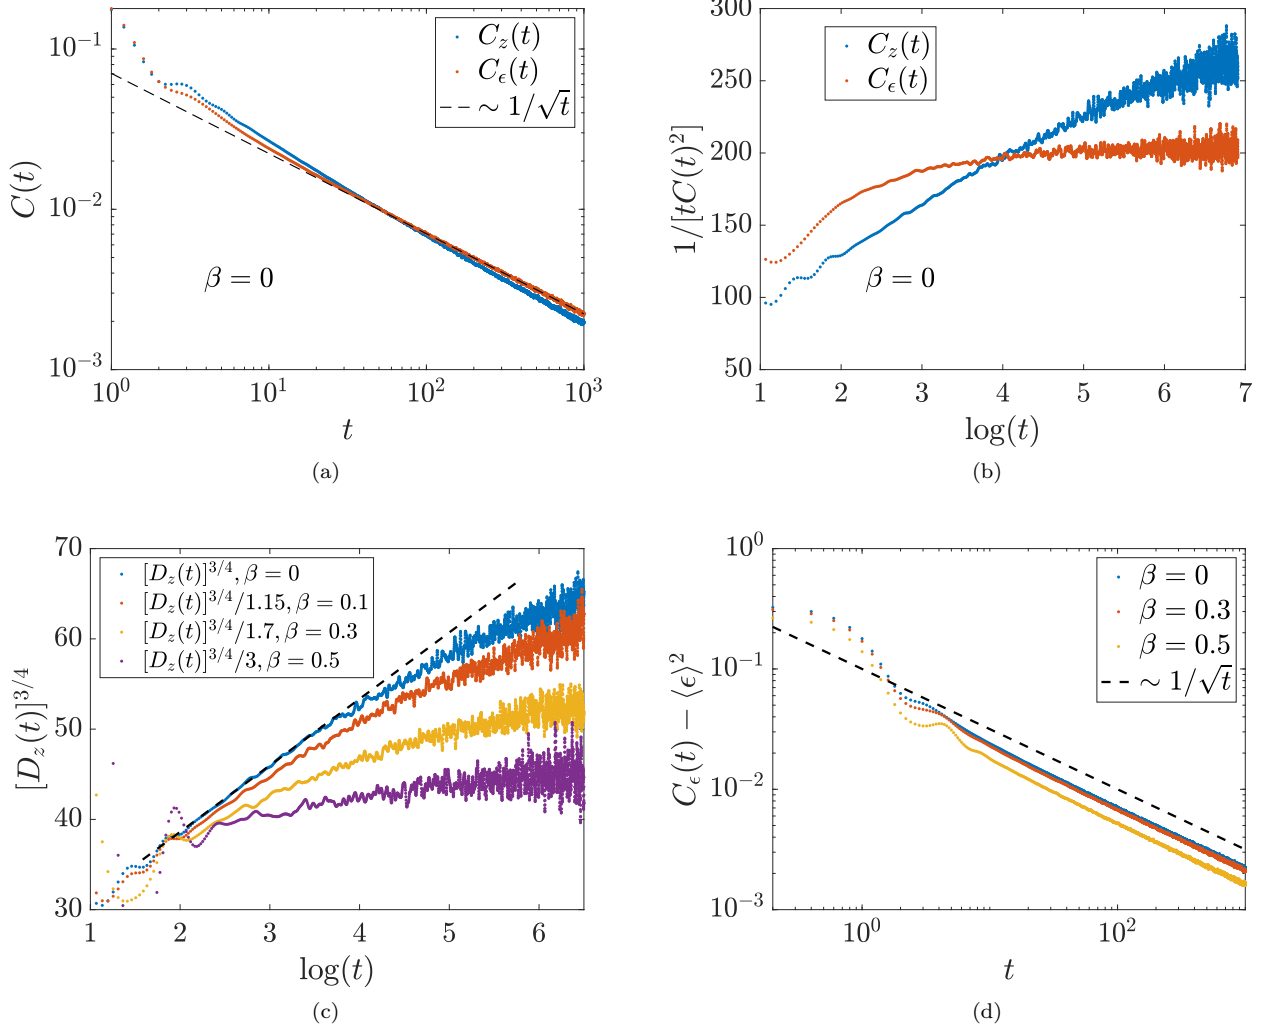 10^{-1}
10^{-2}
10^{-3}
C(t)
C_z(t)
C_ϵ(t)
∼ 1/√t
β = 0
10^0
10^1
10^2
10^3
t
(a)
300
250
200
150
100
50
1/[tC(t)^2]
C_z(t)
C_ϵ(t)
β = 0
1 2 3 4 5 6 7
log(t)
(b)
70
60
50
40
30
[D_z(t)]^{3/4}
[D_z(t)]^{3/4}, β = 0
[D_z(t)]^{3/4}/1.15, β = 0.1
[D_z(t)]^{3/4}/1.7, β = 0.3
[D_z(t)]^{3/4}/3, β = 0.5
1 2 3 4 5 6
log(t)
(c)
10^0
10^{-1}
10^{-2}
10^{-3}
C_ϵ(t) − ⟨ϵ⟩^2
β = 0
β = 0.3
β = 0.5
∼ 1/√t
10^0
10^2
t
(d)